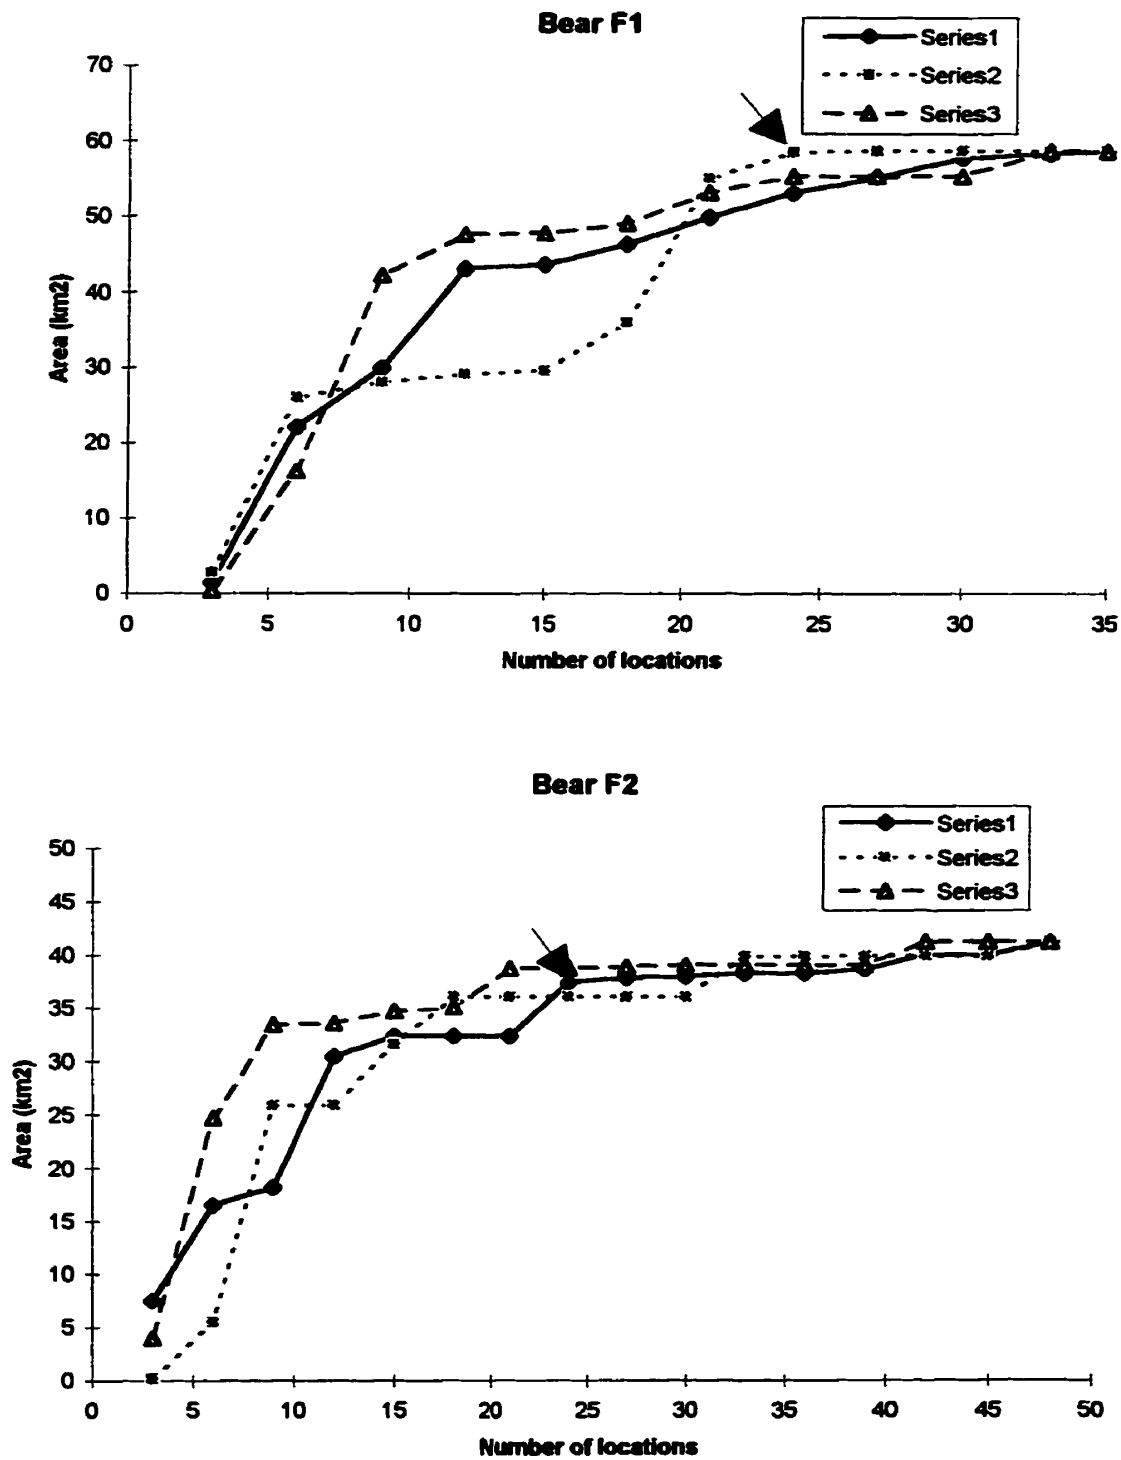 Bear F1
Series1
Series2
Series3
70
60
50
40
30
20
10
0
Area (km2)
0 5 10 15 20 25 30 35
Number of locations
Bear F2
Series1
Series2
Series3
50
45
40
35
30
25
20
15
10
5
0
Area (km2)
0 5 10 15 20 25 30 35 40 45 50
Number of locations